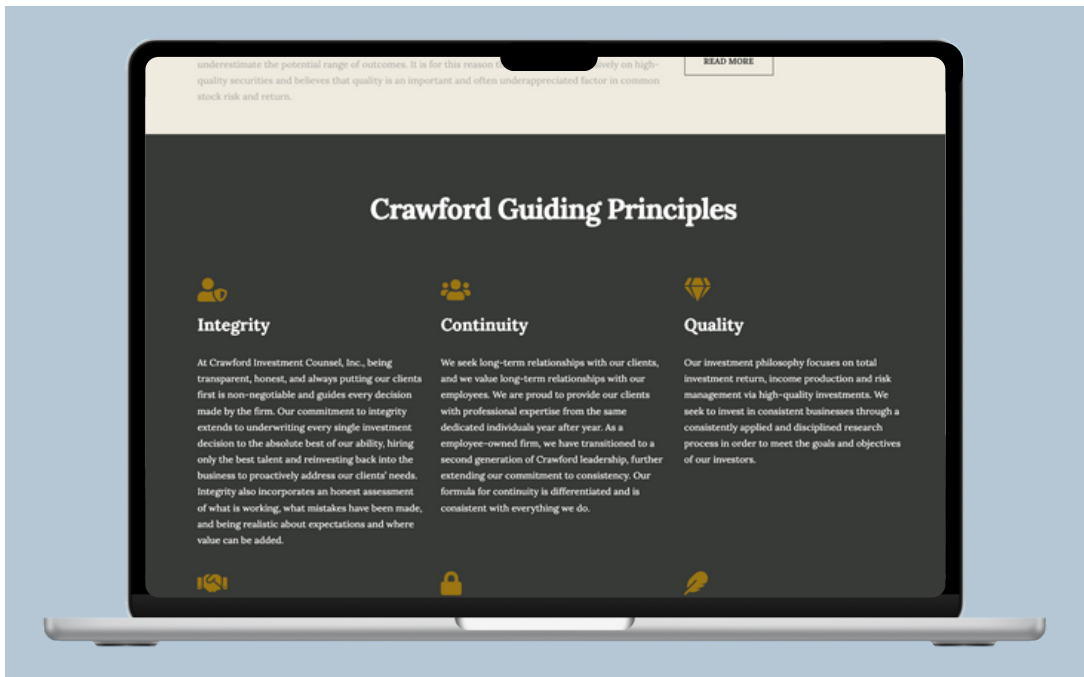 underestimate the potential range of outcomes. It is for this reason
vely on high-
quality securities and believes that quality is an important and often underappreciated factor in common
stock risk and return.
READ MORE
Crawford Guiding Principles
Integrity
At Crawford Investment Counsel, Inc., being
transparent, honest, and always putting our clients
first is non-negotiable and guides every decision
made by the firm. Our commitment to integrity
extends to underwriting every single investment
decision to the absolute best of our ability, hiring
only the best talent and reinvesting back into the
business to proactively address our clients' needs.
Integrity also incorporates an honest assessment
of what is working, what mistakes have been made,
and being realistic about expectations and where
value can be added.
Continuity
We seek long-term relationships with our clients,
and we value long-term relationships with our
employees. We are proud to provide our clients
with professional expertise from the same
dedicated individuals year after year. As a
employee-owned firm, we have transitioned to a
second generation of Crawford leadership, further
extending our commitment to consistency. Our
formula for continuity is differentiated and is
consistent with everything we do.
Quality
Our investment philosophy focuses on total
investment return, income production and risk
management via high-quality investments. We
seek to invest in consistent businesses through a
consistently applied and disciplined research
process in order to meet the goals and objectives
of our investors.